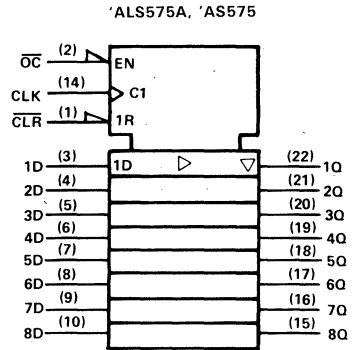 'ALS575A, 'AS575
OC (2) EN
CLK (14) C1
CLR (1) 1R
1D (3) 1D (22) 1Q
2D (4) (21) 2Q
3D (5) (20) 3Q
4D (6) (19) 4Q
5D (7) (18) 5Q
6D (8) (17) 6Q
7D (9) (16) 7Q
8D (10) (15) 8Q